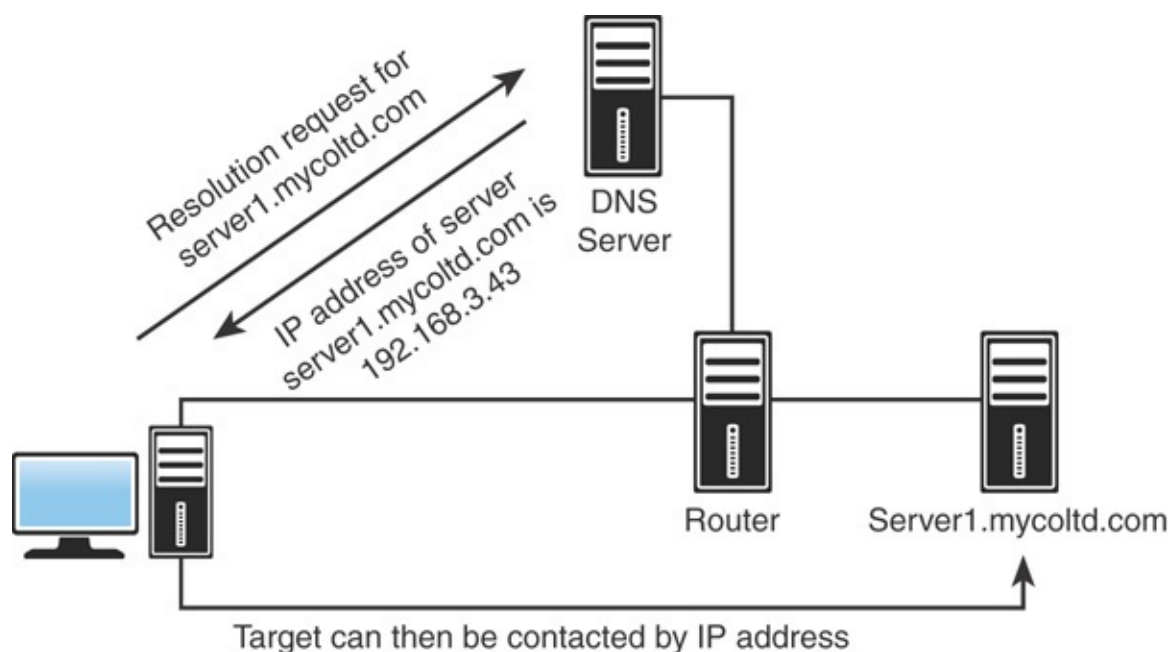 Resolution request for
server1.mycoltd.com
IP address of server
server1.mycoltd.com is
192.168.3.43
DNS
Server
Router
Server1.mycoltd.com
Target can then be contacted by IP address